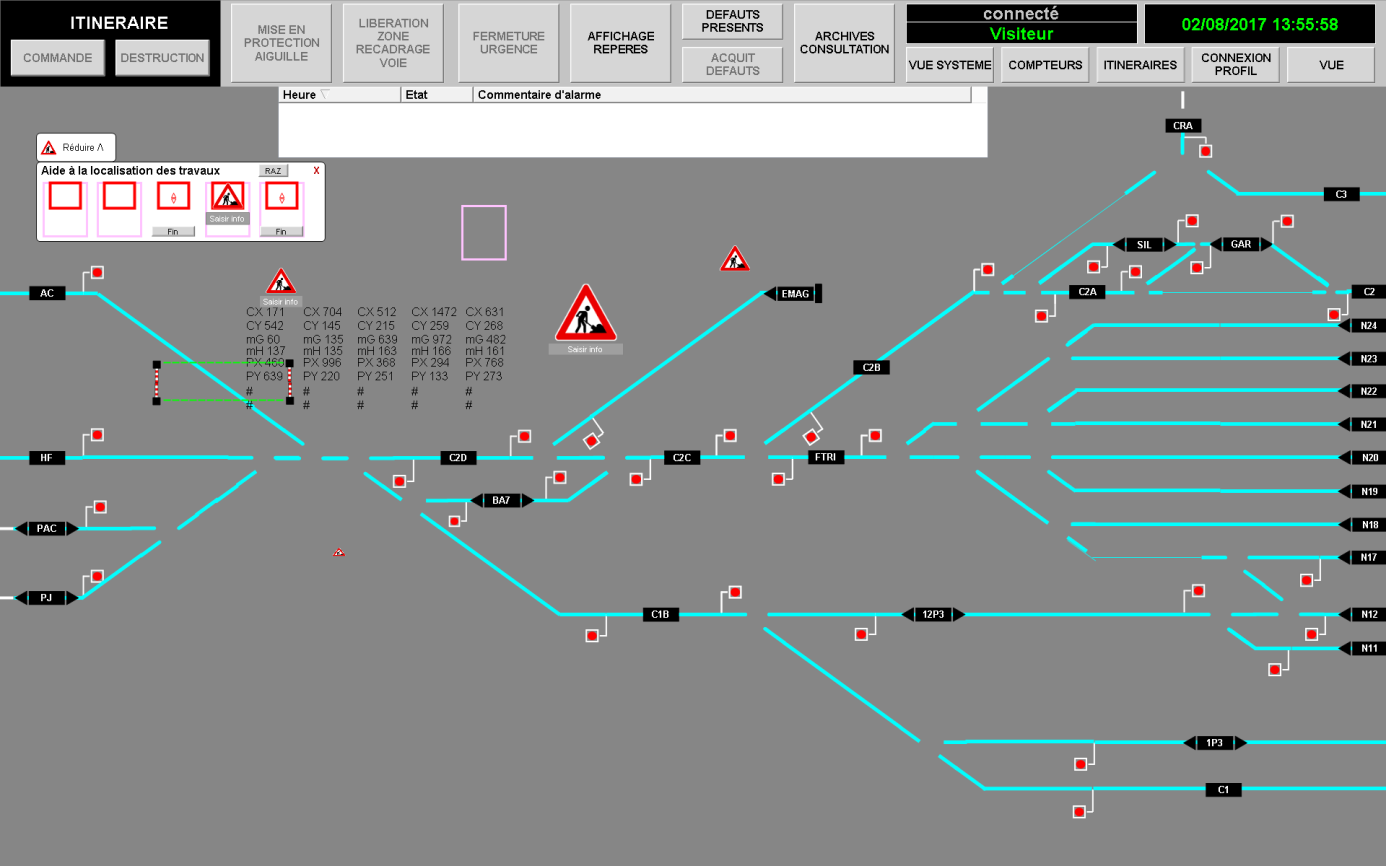 ITINERAIRE
COMMANDE
DESTRUCTION
MISE EN
PROTECTION
AIGUILLE
LIBERATION
ZONE
RECADRAGE
VOIE
FERMETURE
URGENCE
AFFICHAGE
REPERES
DEFAUTS
PRESENTS
ACQUIT
DEFAUTS
ARCHIVES
CONSULTATION
connecté
Visiteur
02/08/2017 13:55:58
VUE SYSTEME
COMPTEURS
ITINERAIRES
CONNEXION
PROFIL
VUE
Heure
Etat
Commentaire d'alarme
Réduire Λ
Aide à la localisation des travaux
RAZ
X
Saisir info
Fin
Fin
CRA
C3
SIL
GAR
AC
EMAG
C2A
C2
Saisir info
CX 171 CX 704 CX 512 CX 1472 CX 631
CY 542 CY 145 CY 215 CY 259 CY 268
mG 60 mG 135 mG 639 mG 972 mG 482
mH 137 mH 135 mH 163 mH 166 mH 161
PX 460 PX 996 PX 368 PX 294 PX 768
PY 639 PY 220 PY 251 PY 133 PY 273
# # # # #
# # # # #
Saisir info
N24
N23
C2B
N22
N21
HF
C2D
C2C
FTRI
N20
N19
BA7
N18
PAC
N17
PJ
C1B
12P3
N12
N11
1P3
C1